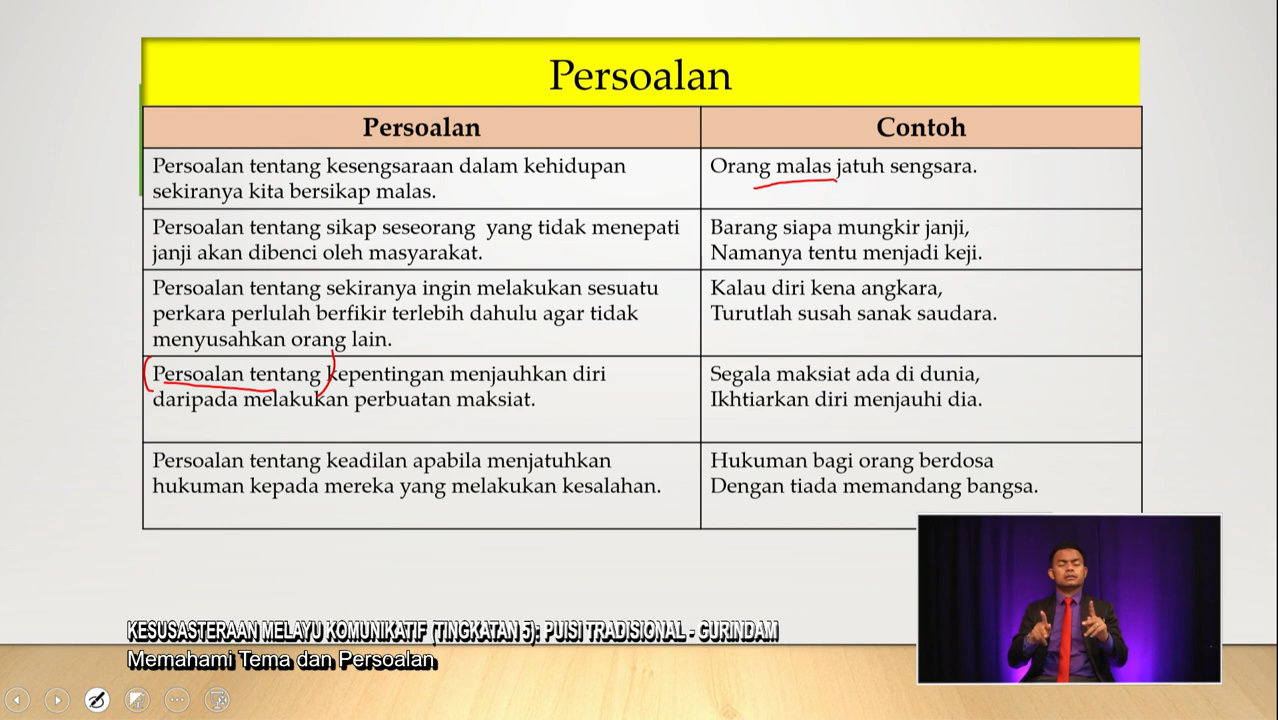 Persoalan
Persoalan
Contoh
Persoalan tentang kesengsaraan dalam kehidupan
sekiranya kita bersikap malas.
Orang malas jatuh sengsara.
Persoalan tentang sikap seseorang yang tidak menepati
janji akan dibenci oleh masyarakat.
Barang siapa mungkir janji,
Namanya tentu menjadi keji.
Persoalan tentang sekiranya ingin melakukan sesuatu
perkara perlulah berfikir terlebih dahulu agar tidak
menyusahkan orang lain.
Kalau diri kena angkara,
Turutlah susah sanak saudara.
Persoalan tentang kepentingan menjauhkan diri
daripada melakukan perbuatan maksiat.
Segala maksiat ada di dunia,
Ikhtiarkan diri menjauhi dia.
Persoalan tentang keadilan apabila menjatuhkan
hukuman kepada mereka yang melakukan kesalahan.
Hukuman bagi orang berdosa
Dengan tiada memandang bangsa.
KESUSASTERAAN MELAYU KOMUNIKATIF (TINGKATAN 5): PUISI TRADISIONAL - GURINDAM
Memahami Tema dan Persoalan